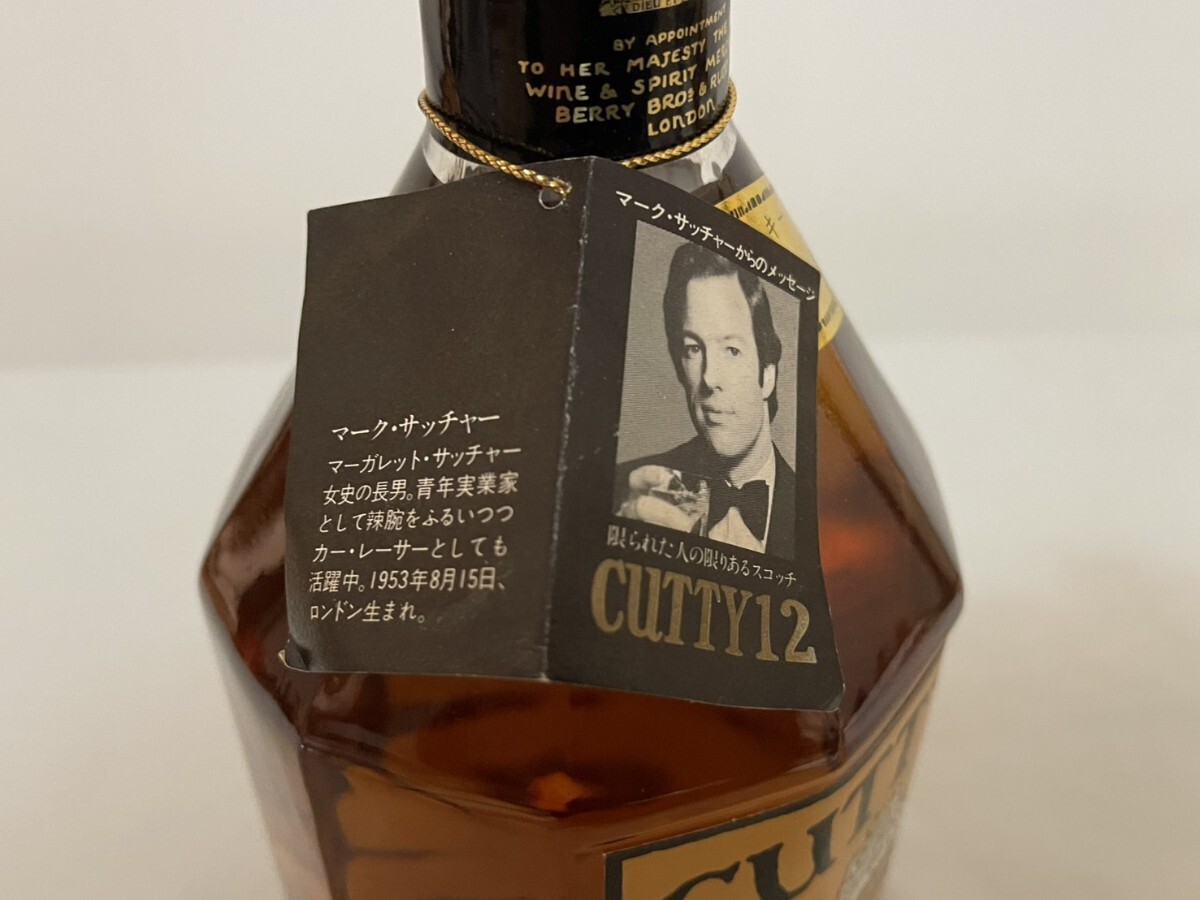 DIEU ET
BY APPOINTMENT
TO HER MAJESTY THE
WINE & SPIRIT
BERRY BROS & RUDD
LONDON
マーク・サッチャーからのメッセージ
限られた人の限りあるスコッチ
CUTTY12
マーク・サッチャー
マーガレット・サッチャー
女史の長男。青年実業家
として辣腕をふるいつつ
カー・レーサーとしても
活躍中。1953年8月15日、
ロンドン生まれ。
キ
CUTT